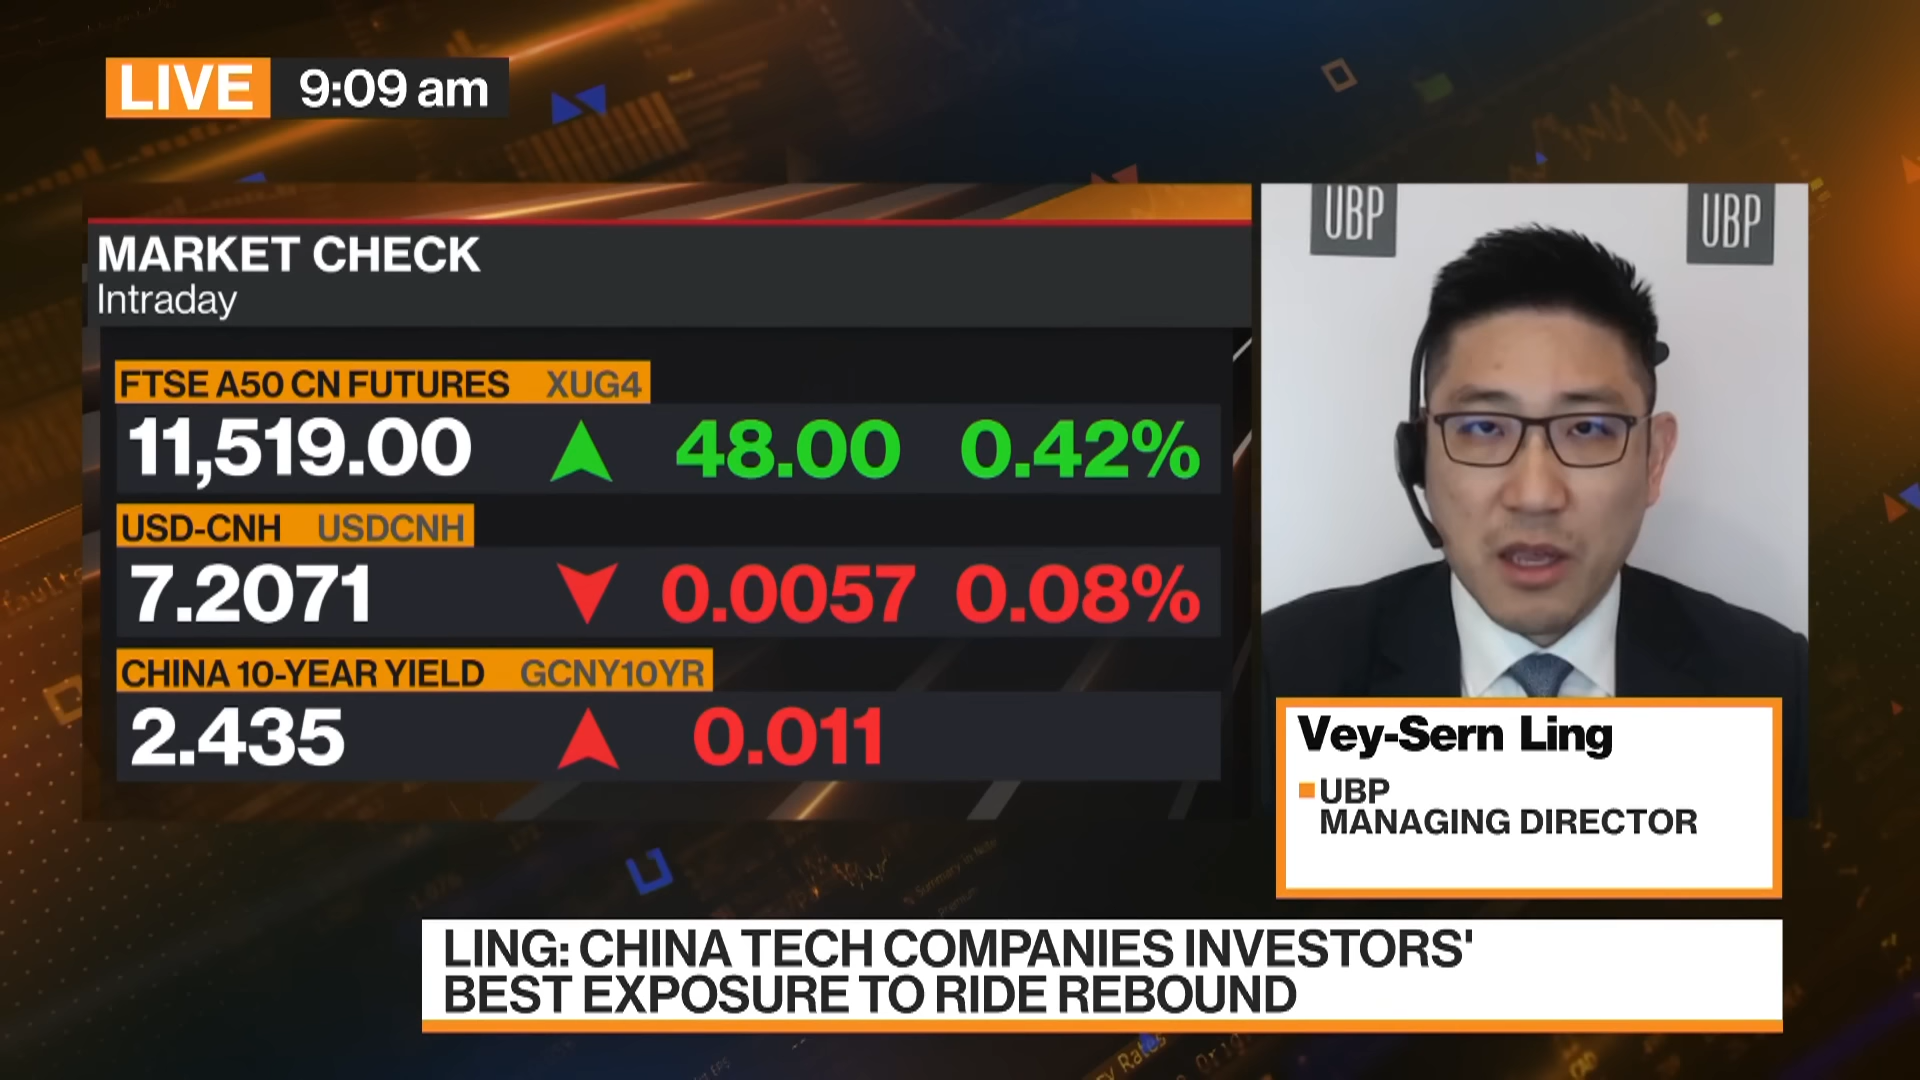 LIVE 9:09 am
UBP UBP
MARKET CHECK
Intraday
FTSE A50 CN FUTURES XUG4
11,519.00 48.00 0.42%
USD-CNH USDCNH
7.2071 0.0057 0.08%
CHINA 10-YEAR YIELD GCNY10YR
2.435 0.011
Vey-Sern Ling
UBP
MANAGING DIRECTOR
LING: CHINA TECH COMPANIES INVESTORS'
BEST EXPOSURE TO RIDE REBOUND